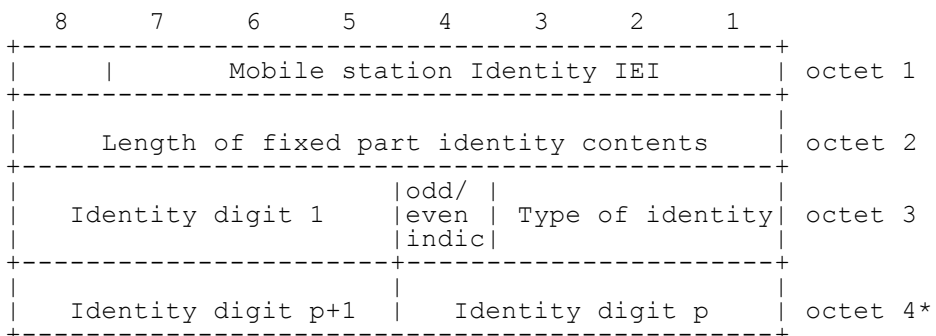 8 7 6 5 4 3 2 1
+-----------------------------------------------+
| | Mobile station Identity IEI | octet 1
+-----------------------------------------------+
| |
| Length of fixed part identity contents | octet 2
+-----------------------------------------------+
| |odd/ | |
| Identity digit 1 |even | Type of identity| octet 3
| |indic| |
+-----------------------+-----------------------+
| | |
| Identity digit p+1 | Identity digit p | octet 4*
+-----------------------------------------------+